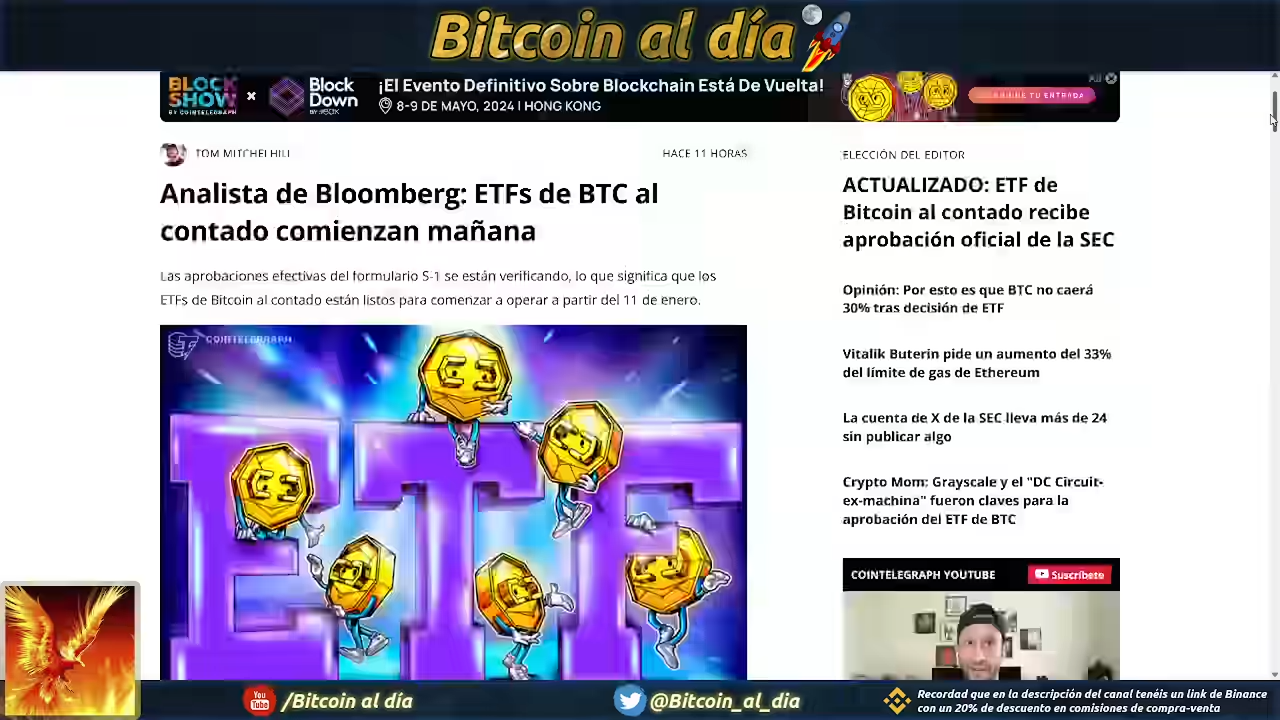 Bitcoin al día
BLOCK
SHOW
BY COINTELEGRAPH
Block
Down
¡El Evento Definitivo Sobre Blockchain Está De Vuelta!
8-9 DE MAYO, 2024 | HONG KONG
TU ENTRADA
Ad
TOM MITCHELHILL
HACE 11 HORAS
Analista de Bloomberg: ETFs de BTC al
contado comienzan mañana
Las aprobaciones efectivas del formulario S-1 se están verificando, lo que significa que los
ETFs de Bitcoin al contado están listos para comenzar a operar a partir del 11 de enero.
COINTELEGRAPH
ETF
ELECCIÓN DEL EDITOR
ACTUALIZADO: ETF de
Bitcoin al contado recibe
aprobación oficial de la SEC
Opinión: Por esto es que BTC no caerá
30% tras decisión de ETF
Vitalik Buterin pide un aumento del 33%
del límite de gas de Ethereum
La cuenta de X de la SEC lleva más de 24
sin publicar algo
Crypto Mom: Grayscale y el "DC Circuit-
ex-machina" fueron claves para la
aprobación del ETF de BTC
COINTELEGRAPH YOUTUBE
Suscríbete
You
Tube
/Bitcoin al día
@Bitcoin_al_dia
Recordad que en la descripción del canal tenéis un link de Binance
con un 20% de descuento en comisiones de compra-venta